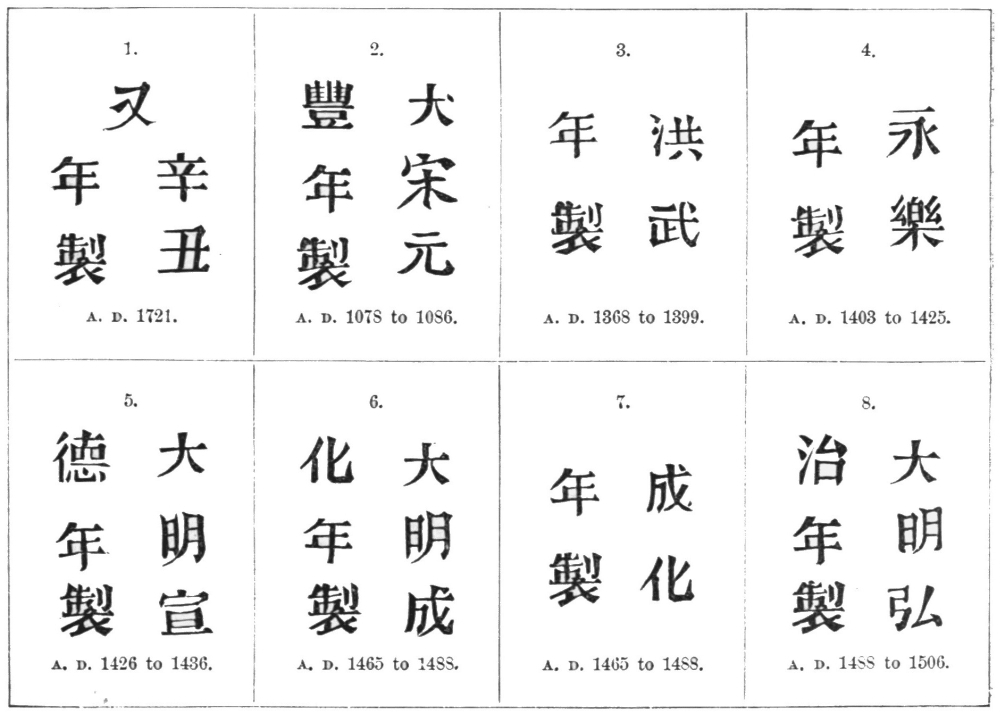 1.
又
辛丑
年製
A. D. 1721.
2.
大宋元
豐年製
A. D. 1078 to 1086.
3.
洪武
年製
A. D. 1368 to 1399.
4.
永樂
年製
A. D. 1403 to 1425.
5.
大明宣
德年製
A. D. 1426 to 1436.
6.
大明成
化年製
A. D. 1465 to 1488.
7.
成化
年製
A. D. 1465 to 1488.
8.
大明弘
治年製
A. D. 1488 to 1506.